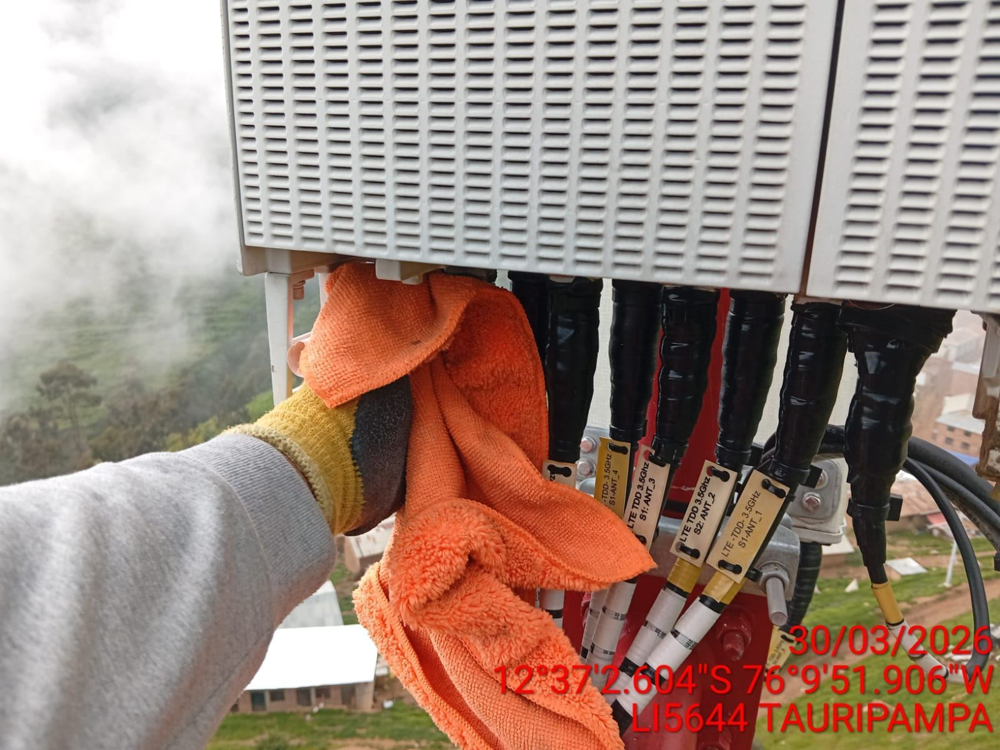 LTE TDD 3.5Ghz
S1: ANT_3
LTE TDD 3.5Ghz
S2: ANT_2
LTE -TDD- 3.5GHz
S1-ANT_1
-TDD- 3.5GHz
S1-ANT_4
30/03/2026
12°37'2.604"S 76°9'51.906"W
LI5644 TAURIPAMPA